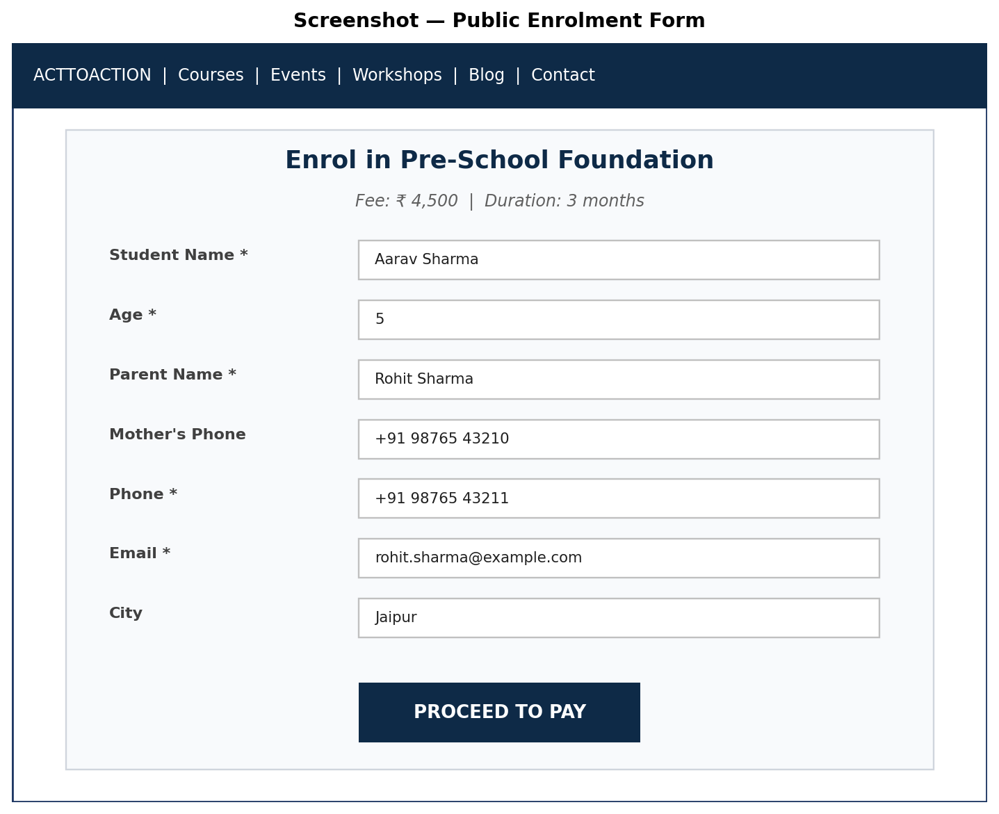 Screenshot — Public Enrolment Form
ACTTOACTION | Courses | Events | Workshops | Blog | Contact
Enrol in Pre-School Foundation
Fee: ₹ 4,500 | Duration: 3 months
Student Name * Aarav Sharma
Age * 5
Parent Name * Rohit Sharma
Mother's Phone +91 98765 43210
Phone * +91 98765 43211
Email * rohit.sharma@example.com
City Jaipur
PROCEED TO PAY